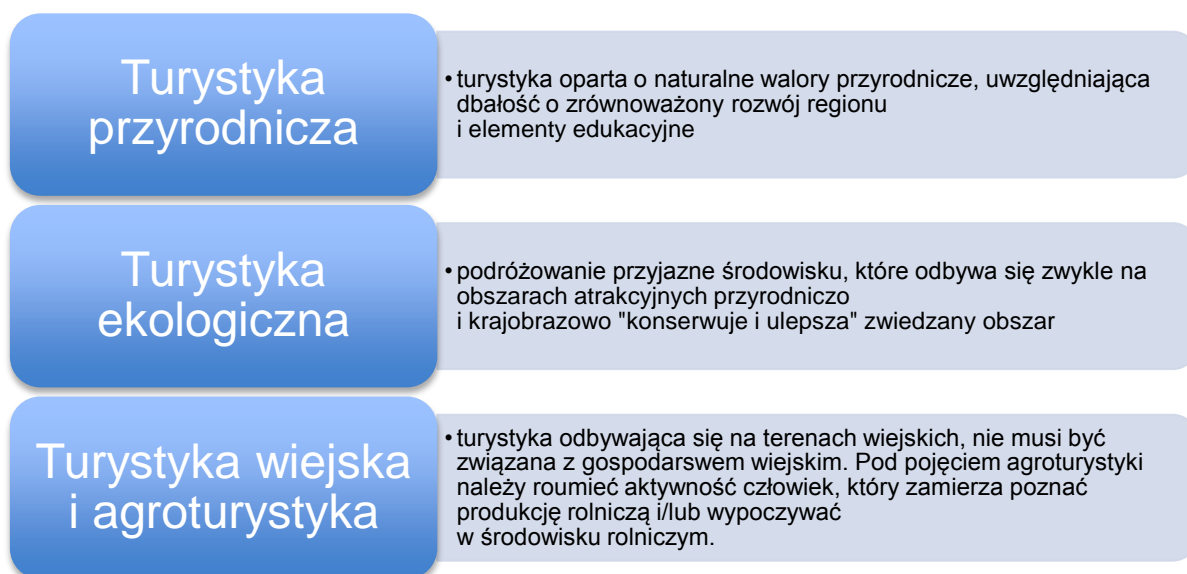 Turystyka
przyrodnicza
• turystyka oparta o naturalne walory przyrodnicze, uwzględniająca
dbałość o zrównoważony rozwój regionu
i elementy edukacyjne
Turystyka
ekologiczna
• podróżowanie przyjazne środowisku, które odbywa się zwykle na
obszarach atrakcyjnych przyrodniczo
i krajobrazowo "konserwuje i ulepsza" zwiedzany obszar
Turystyka wiejska
i agroturystyka
• turystyka odbywająca się na terenach wiejskich, nie musi być
związana z gospodarswem wiejskim. Pod pojęciem agroturystyki
należy roumieć aktywność człowiek, który zamierza poznać
produkcję rolniczą i/lub wypoczywać
w środowisku rolniczym.